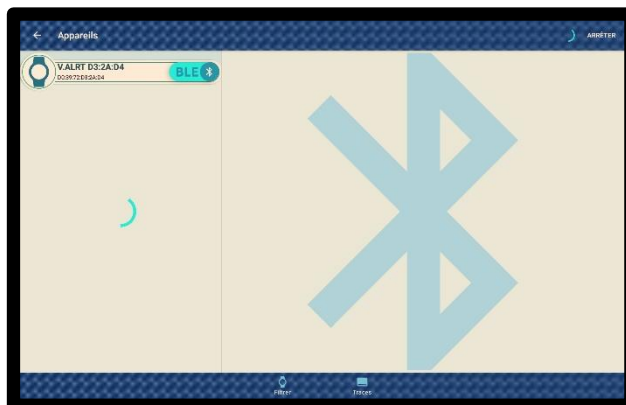 Appareils
ARRÊTER
V.ALRT D3:2A:D4
D0:39:72:D3:2A:D4
BLE
Filtrer
Traces